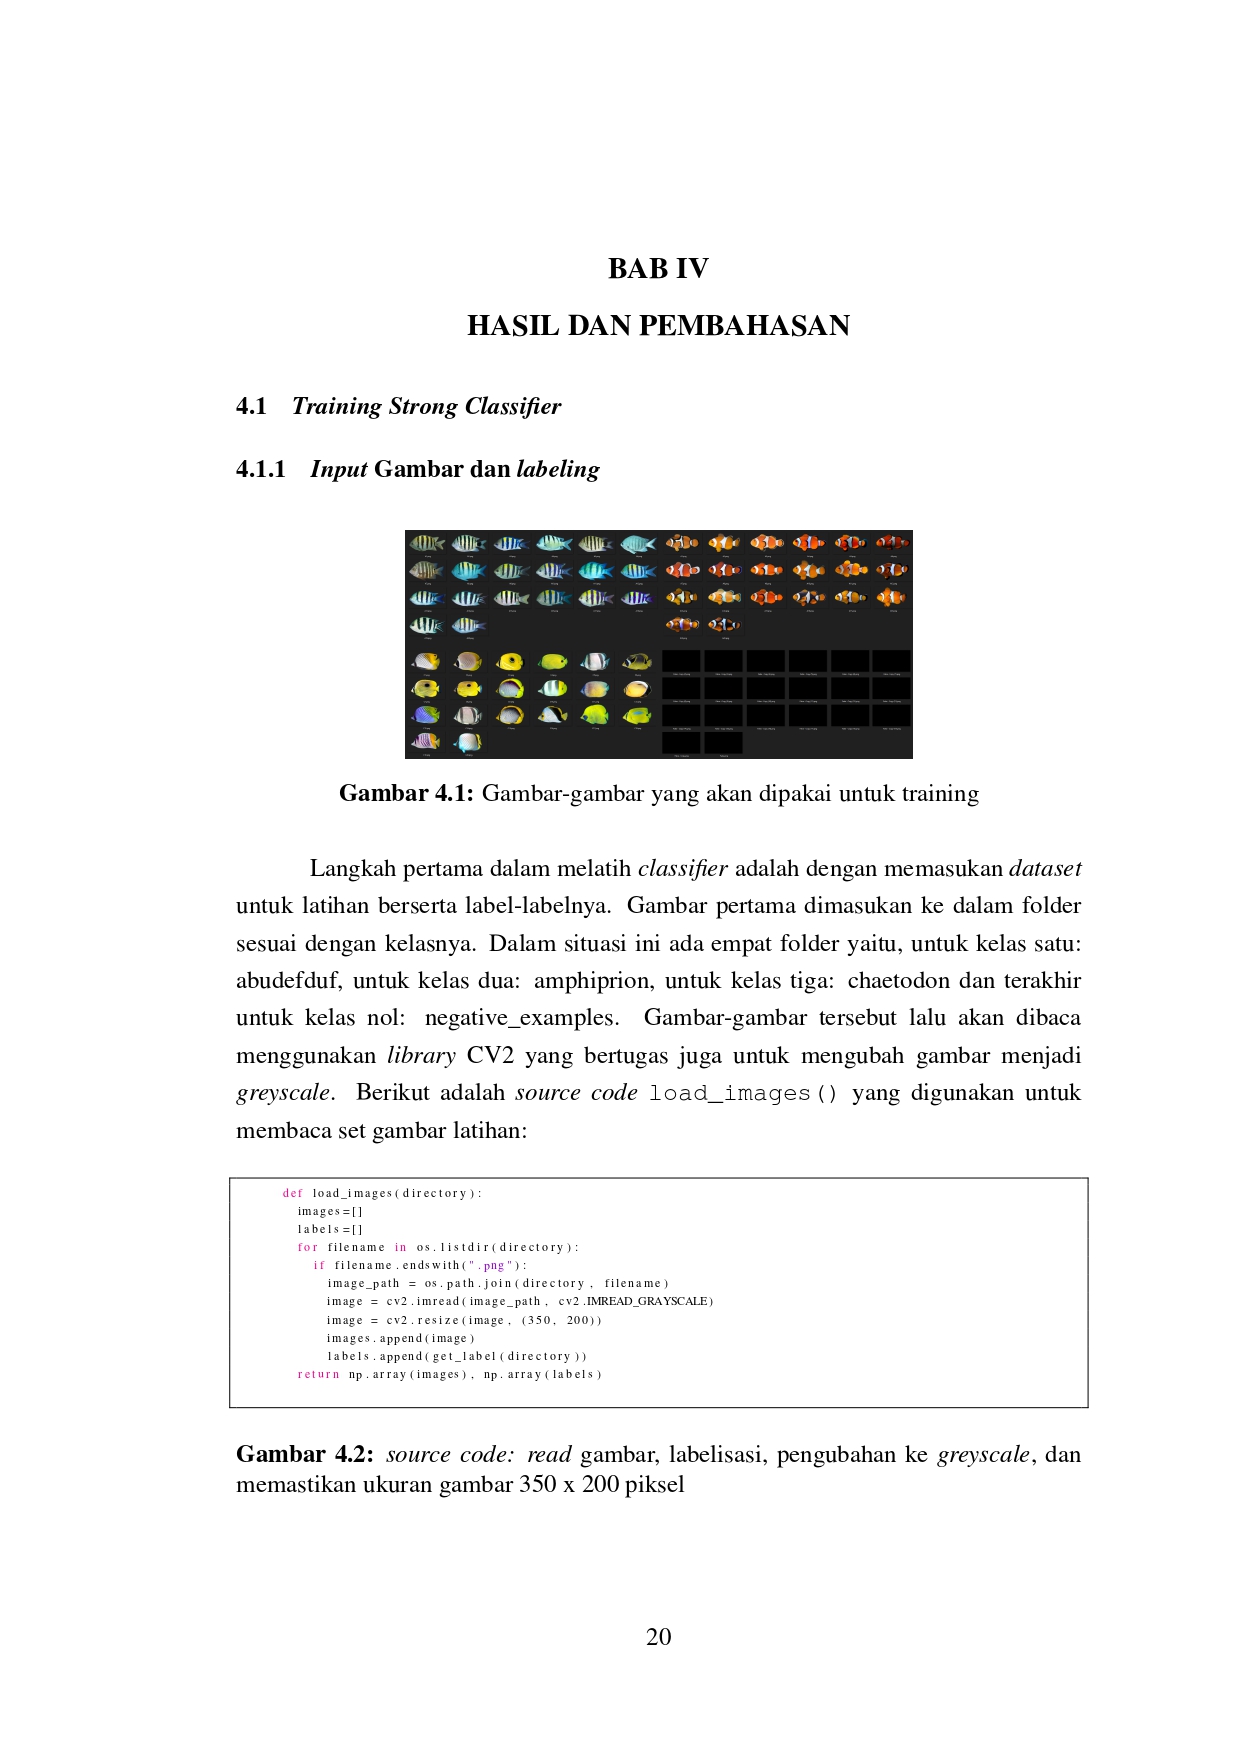 BAB IV
HASIL DAN PEMBAHASAN
4.1 Training Strong Classifier
4.1.1 Input Gambar dan labeling
Gambar 4.1: Gambar-gambar yang akan dipakai untuk training
Langkah pertama dalam melatih classifier adalah dengan memasukan dataset
untuk latihan berserta label-labelnya. Gambar pertama dimasukan ke dalam folder
sesuai dengan kelasnya. Dalam situasi ini ada empat folder yaitu, untuk kelas satu:
abudefduf, untuk kelas dua: amphiprion, untuk kelas tiga: chaetodon dan terakhir
untuk kelas nol: negative_examples. Gambar-gambar tersebut lalu akan dibaca
menggunakan library CV2 yang bertugas juga untuk mengubah gambar menjadi
greyscale. Berikut adalah source code load_images() yang digunakan untuk
membaca set gambar latihan:
def load_images(directory):
images=[]
labels=[]
for filename in os.listdir(directory):
if filename.endswith(".png"):
image_path = os.path.join(directory, filename)
image = cv2.imread(image_path, cv2.IMREAD_GRAYSCALE)
image = cv2.resize(image, (350, 200))
images.append(image)
labels.append(get_label(directory))
return np.array(images), np.array(labels)
Gambar 4.2: source code: read gambar, labelisasi, pengubahan ke greyscale, dan
memastikan ukuran gambar 350 x 200 piksel
20